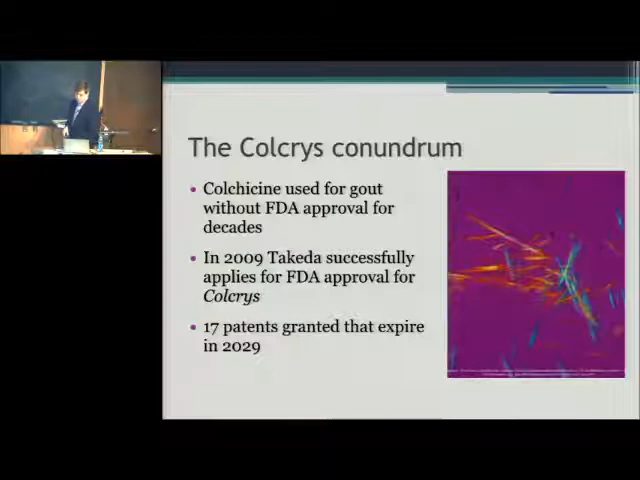 The Colcrys conundrum
• Colchicine used for gout
without FDA approval for
decades
• In 2009 Takeda successfully
applies for FDA approval for
Colcrys
• 17 patents granted that expire
in 2029